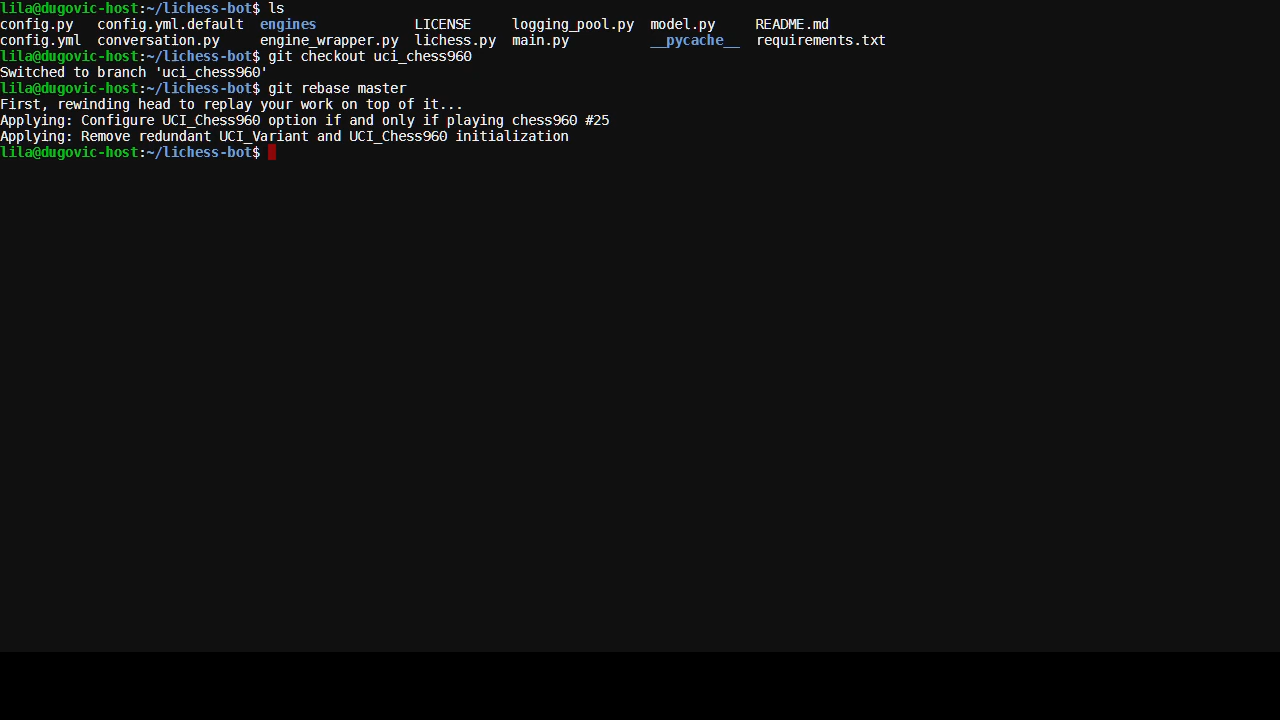 lila@dugovic-host:~/lichess-bot$ ls
config.py   config.yml.default  engines            LICENSE     logging_pool.py  model.py     README.md
config.yml  conversation.py     engine_wrapper.py  lichess.py  main.py          __pycache__  requirements.txt
lila@dugovic-host:~/lichess-bot$ git checkout uci_chess960
Switched to branch 'uci_chess960'
lila@dugovic-host:~/lichess-bot$ git rebase master
First, rewinding head to replay your work on top of it...
Applying: Configure UCI_Chess960 option if and only if playing chess960 #25
Applying: Remove redundant UCI_Variant and UCI_Chess960 initialization
lila@dugovic-host:~/lichess-bot$